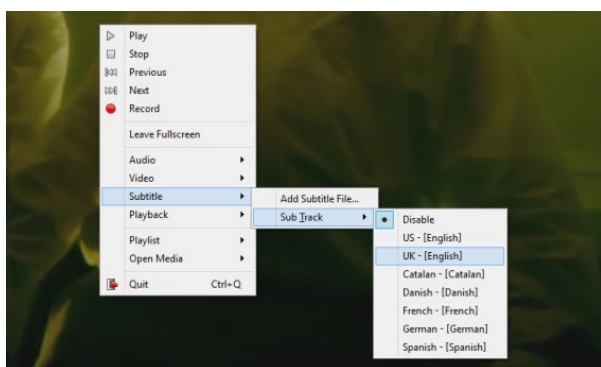 Play
Stop
Previous
Next
Record
Leave Fullscreen
Audio
Video
Subtitle
Playback
Playlist
Open Media
Quit Ctrl+Q
Add Subtitle File...
Sub Track
Disable
US - [English]
UK - [English]
Catalan - [Catalan]
Danish - [Danish]
French - [French]
German - [German]
Spanish - [Spanish]